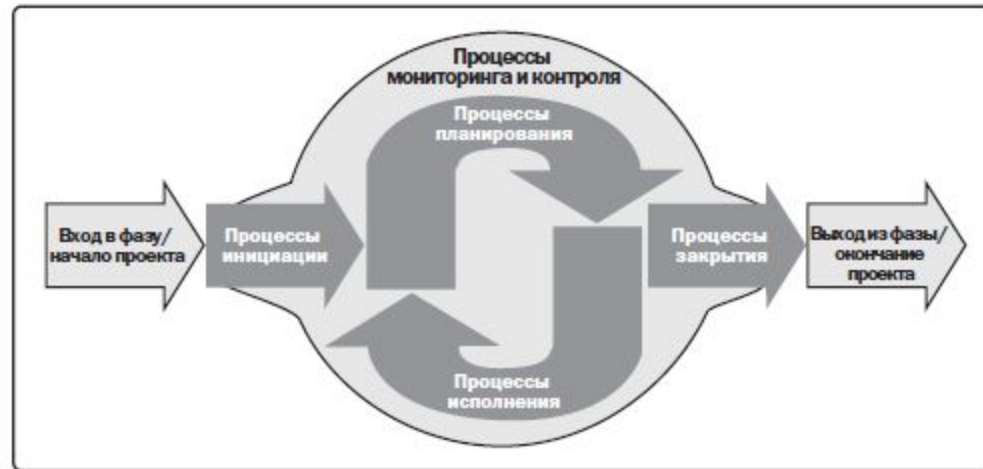 Процессы
мониторинга и контроля
Процессы
планирования
Вход в фазу/
начало проекта
Процессы
инициации
Процессы
закрытия
Выход из фазы/
окончание
проекта
Процессы
исполнения